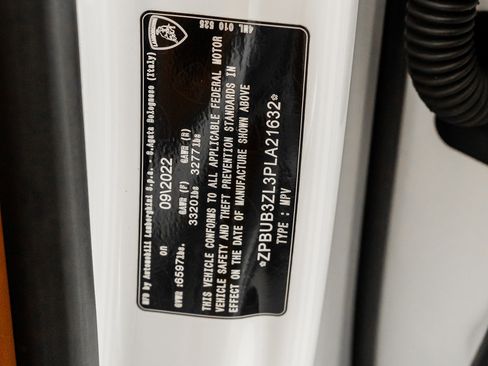 4ML 010 525
MFD by Automobili Lamborghini S.p.a. - S.Agata Bolognese (Italy)
on
09\2022
GAWR (F) GAWR (R)
GVWR :6597lbs. 3320lbs 3277lbs
THIS VEHICLE CONFORMS TO ALL APPLICABLE FEDERAL MOTOR
VEHICLE SAFETY AND THEFT PREVENTION STANDARDS IN
EFFECT ON THE DATE OF MANUFACTURE SHOWN ABOVE
*ZPBUB3ZL3PLA21632*
TYPE : MPV